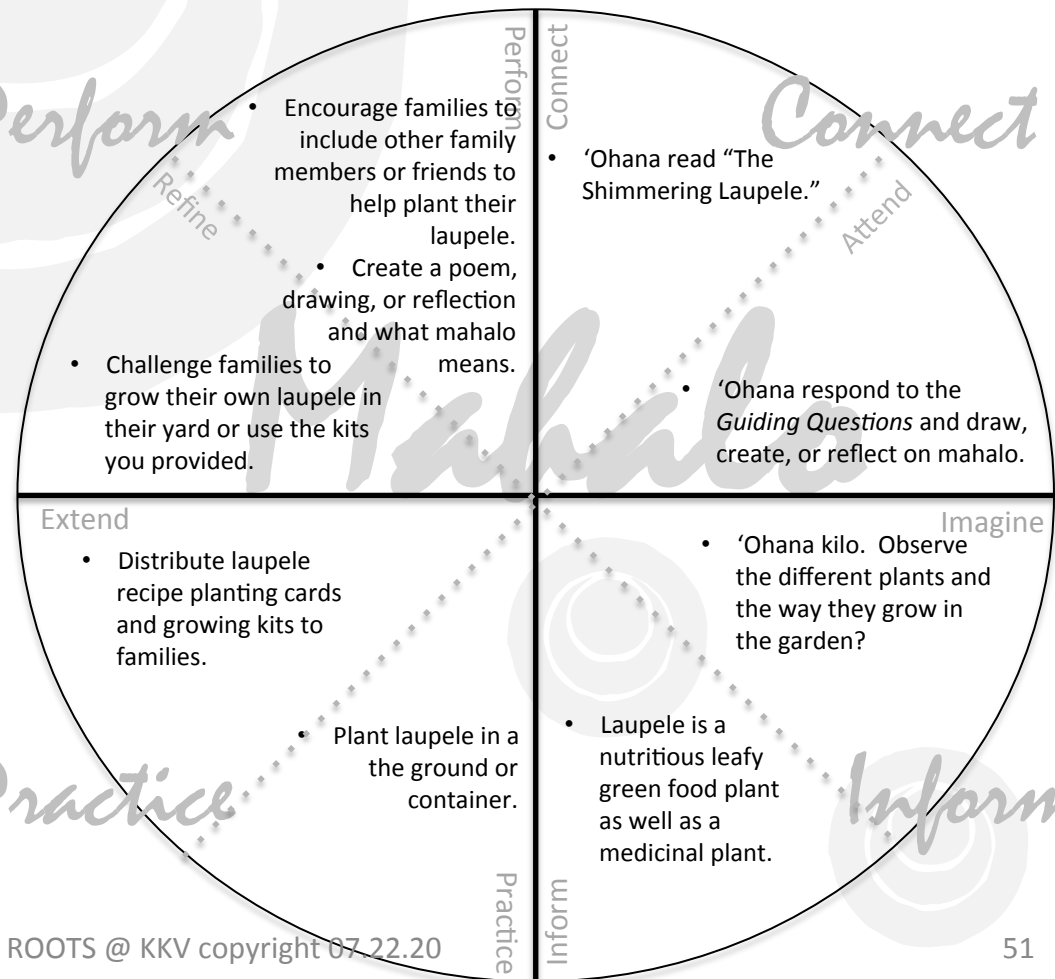 Perform
Connect
Perform
Connect
• Encourage families to
include other family
members or friends to
help plant their
laupele.
• Create a poem,
drawing, or reflection
and what mahalo
means.
Refine
• Challenge families to
grow their own laupele in
their yard or use the kits
you provided.
• ‘Ohana read “The
Shimmering Laupele.”
Attend
• ‘Ohana respond to the
Guiding Questions and draw,
create, or reflect on mahalo.
Mahalo
Extend
Imagine
• Distribute laupele
recipe planting cards
and growing kits to
families.
• Plant laupele in a
the ground or
container.
• ‘Ohana kilo. Observe
the different plants and
the way they grow in
the garden?
• Laupele is a
nutritious leafy
green food plant
as well as a
medicinal plant.
Practice
Inform
Practice
Inform
ROOTS @ KKV copyright 07.22.20
51